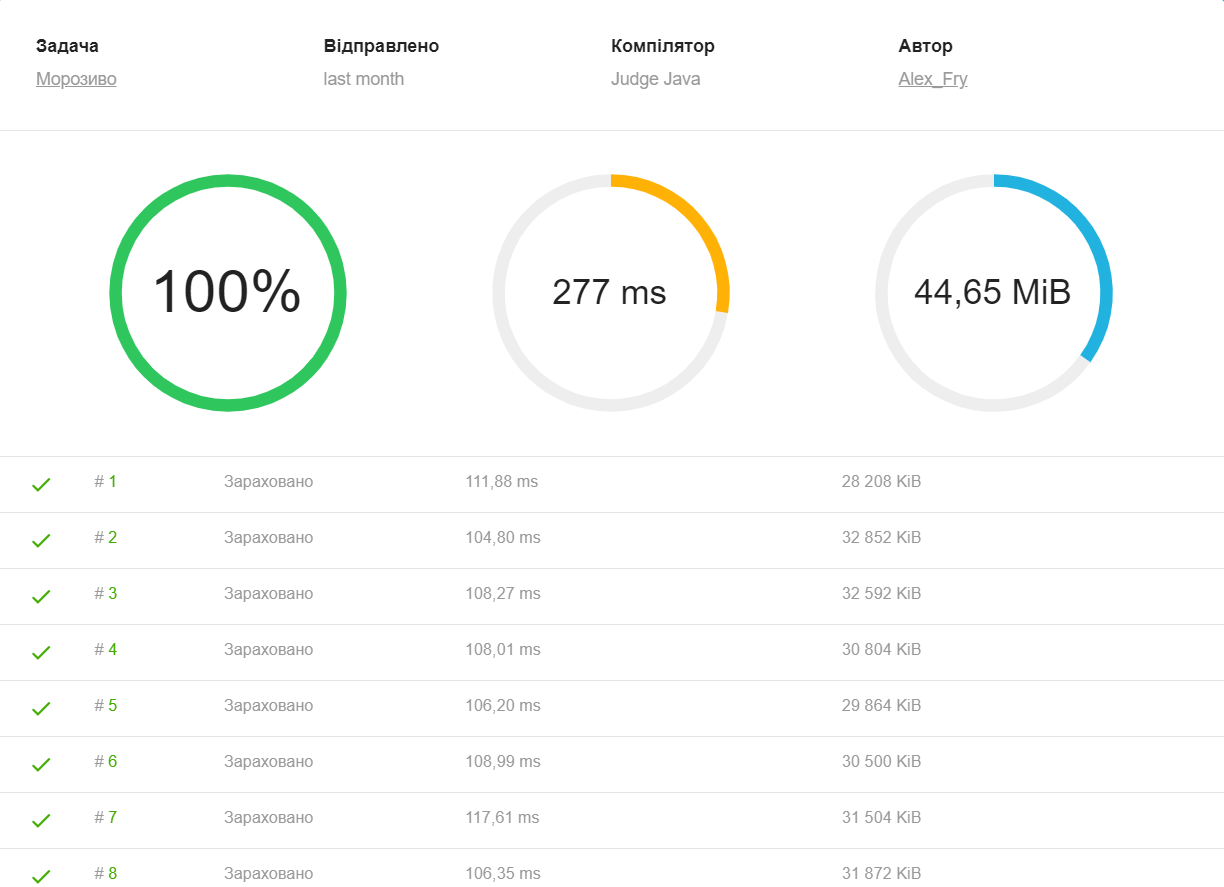 Задача Відправлено Компілятор Автор
Морозиво last month Judge Java Alex_Fry
100% 277 ms 44,65 MiB
# 1 Зараховано 111,88 ms 28 208 KiB
# 2 Зараховано 104,80 ms 32 852 KiB
# 3 Зараховано 108,27 ms 32 592 KiB
# 4 Зараховано 108,01 ms 30 804 KiB
# 5 Зараховано 106,20 ms 29 864 KiB
# 6 Зараховано 108,99 ms 30 500 KiB
# 7 Зараховано 117,61 ms 31 504 KiB
# 8 Зараховано 106,35 ms 31 872 KiB